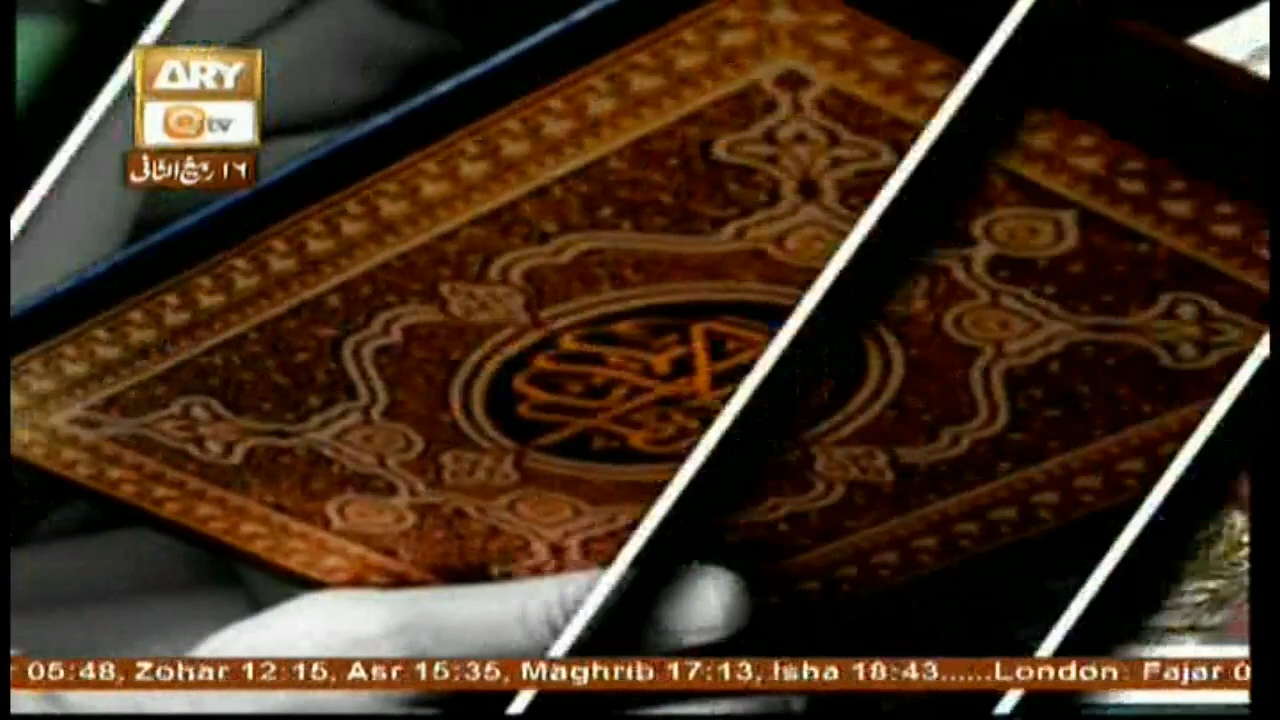 ARY
Qtv
١٦ ربیع الثانی
05:48, Zohar 12:15, Asr 15:35, Maghrib 17:13, Isha 18:43......London: Fajar 0